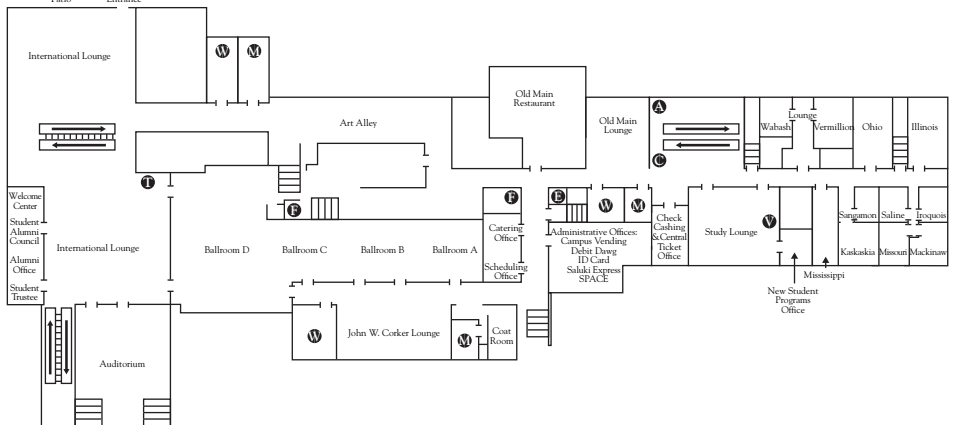 Patio
Entrance
International Lounge
W
M
Old Main
Restaurant
Art Alley
Old Main
Lounge
A
C
Wabash
Lounge
Vermillion
Ohio
Illinois
T
Welcome
Center
Student
Alumni
Council
Alumni
Office
Student
Trustee
International Lounge
F
Ballroom D
Ballroom C
Ballroom B
Ballroom A
F
Catering
Office
Scheduling
Office
E
W
M
Administrative Offices:
Campus Vending
Debit Dawg
ID Card
Saluki Express
SPACE
Check
Cashing
&Central
Ticket
Office
Study Lounge
V
Sangamon
Saline
Iroquois
Kaskaskia
Missouri
Mackinaw
Mississippi
New Student
Programs
Office
W
John W. Corker Lounge
M
Coat
Room
Auditorium